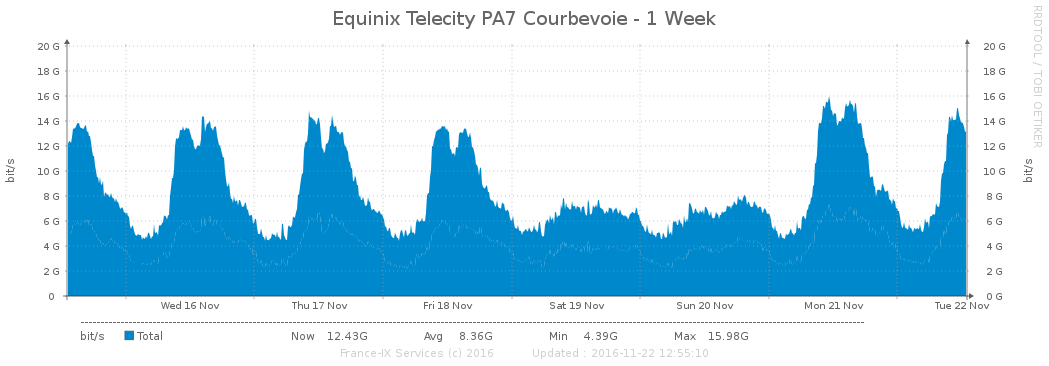 Equinix Telecity PA7 Courbevoie - 1 Week
RRDTOOL / TOBI OETIKER
20 G 20 G
18 G 18 G
16 G 16 G
14 G 14 G
12 G 12 G
10 G 10 G
8 G 8 G
6 G 6 G
4 G 4 G
2 G 2 G
0 0 G
bit/s
bit/s
Wed 16 Nov Thu 17 Nov Fri 18 Nov Sat 19 Nov Sun 20 Nov Mon 21 Nov Tue 22 Nov
bit/s Total Now 12.43G Avg 8.36G Min 4.39G Max 15.98G
France-IX Services (c) 2016 Updated : 2016-11-22 12:55:10